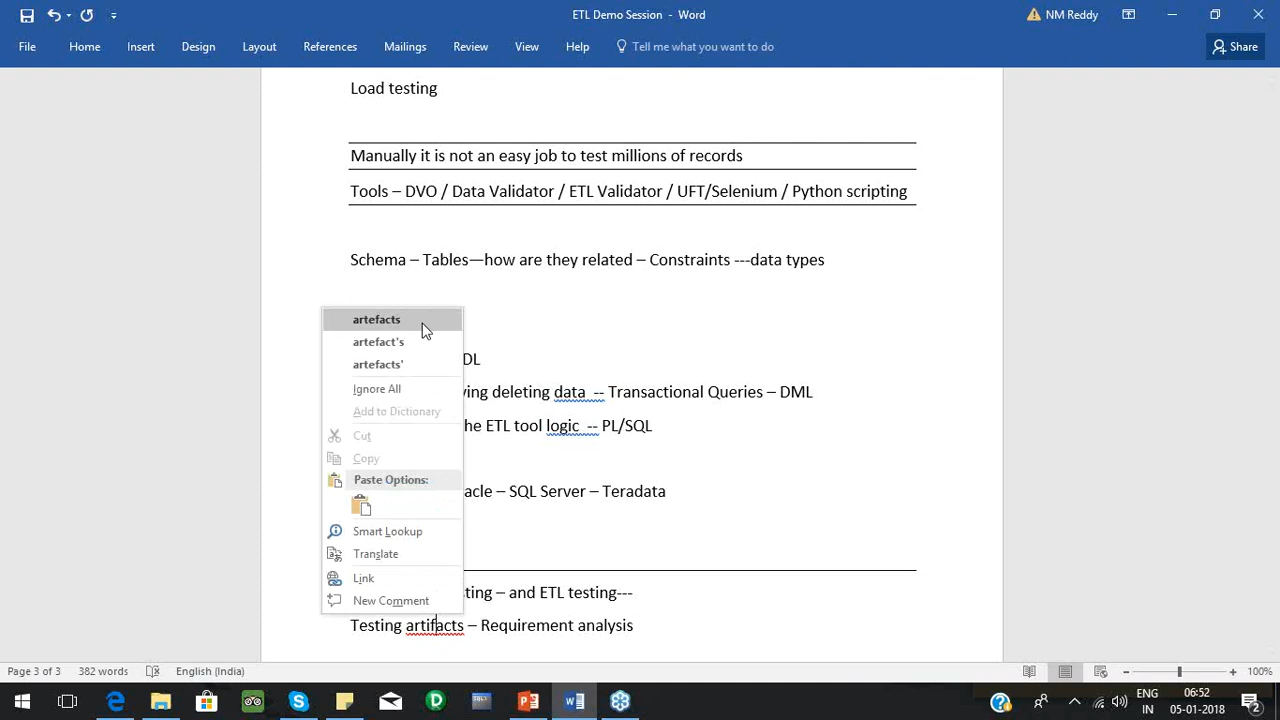 ETL Demo Session - Word
NM Reddy
File Home Insert Design Layout References Mailings Review View Help Tell me what you want to do Share
Load testing
Manually it is not an easy job to test millions of records
Tools – DVO / Data Validator / ETL Validator / UFT/Selenium / Python scripting
Schema – Tables—how are they related – Constraints ---data types
artefacts
artefact's
DL
artefacts'
Ignore All
ying deleting data -- Transactional Queries – DML
Add to Dictionary
he ETL tool logic -- PL/SQL
Cut
Copy
Paste Options:
acle – SQL Server – Teradata
Smart Lookup
Translate
Link
sting – and ETL testing---
New Comment
Testing artifacts – Requirement analysis
Page 3 of 3 382 words English (India) 100%
ENG 06:52
IN 05-01-2018 2